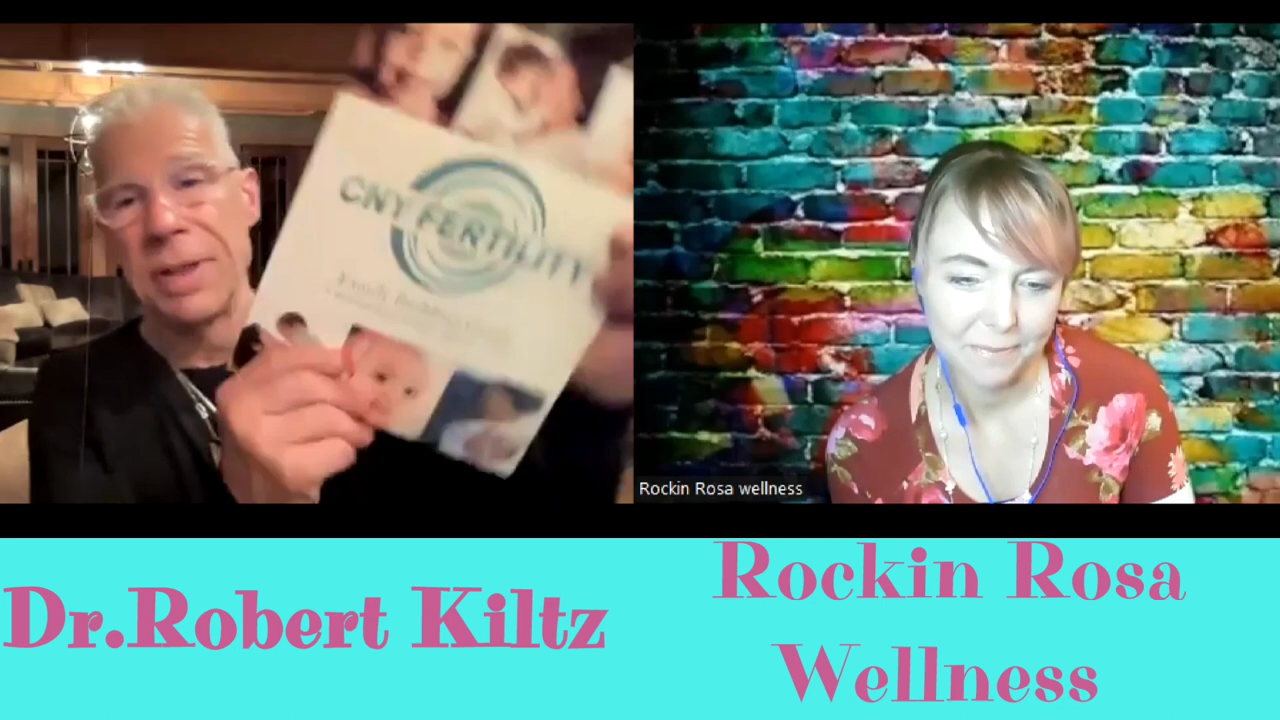 CNY FERTILITY
Rockin Rosa wellness
Dr.Robert Kiltz
Rockin Rosa
Wellness